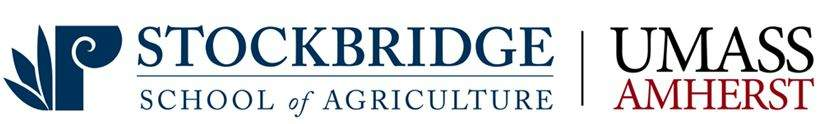 STOCKBRIDGE
SCHOOL of AGRICULTURE
UMASS
AMHERST